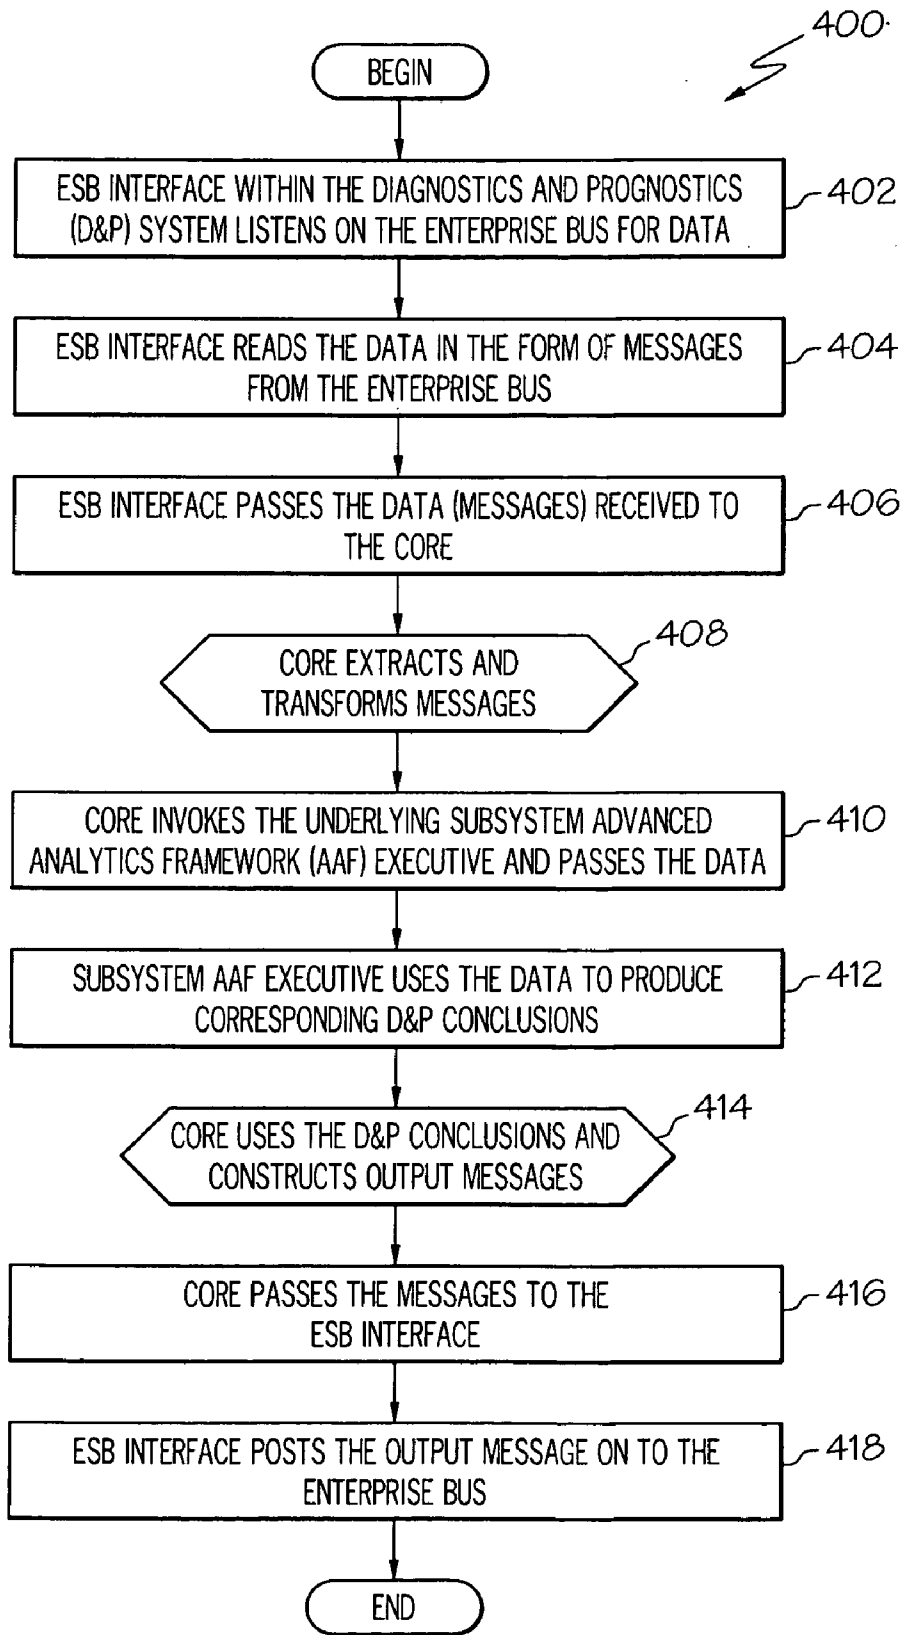 400
BEGIN
ESB INTERFACE WITHIN THE DIAGNOSTICS AND PROGNOSTICS
(D&P) SYSTEM LISTENS ON THE ENTERPRISE BUS FOR DATA
402
ESB INTERFACE READS THE DATA IN THE FORM OF MESSAGES
FROM THE ENTERPRISE BUS
404
ESB INTERFACE PASSES THE DATA (MESSAGES) RECEIVED TO
THE CORE
406
CORE EXTRACTS AND
TRANSFORMS MESSAGES
408
CORE INVOKES THE UNDERLYING SUBSYSTEM ADVANCED
ANALYTICS FRAMEWORK (AAF) EXECUTIVE AND PASSES THE DATA
410
SUBSYSTEM AAF EXECUTIVE USES THE DATA TO PRODUCE
CORRESPONDING D&P CONCLUSIONS
412
CORE USES THE D&P CONCLUSIONS AND
CONSTRUCTS OUTPUT MESSAGES
414
CORE PASSES THE MESSAGES TO THE
ESB INTERFACE
416
ESB INTERFACE POSTS THE OUTPUT MESSAGE ON TO THE
ENTERPRISE BUS
418
END